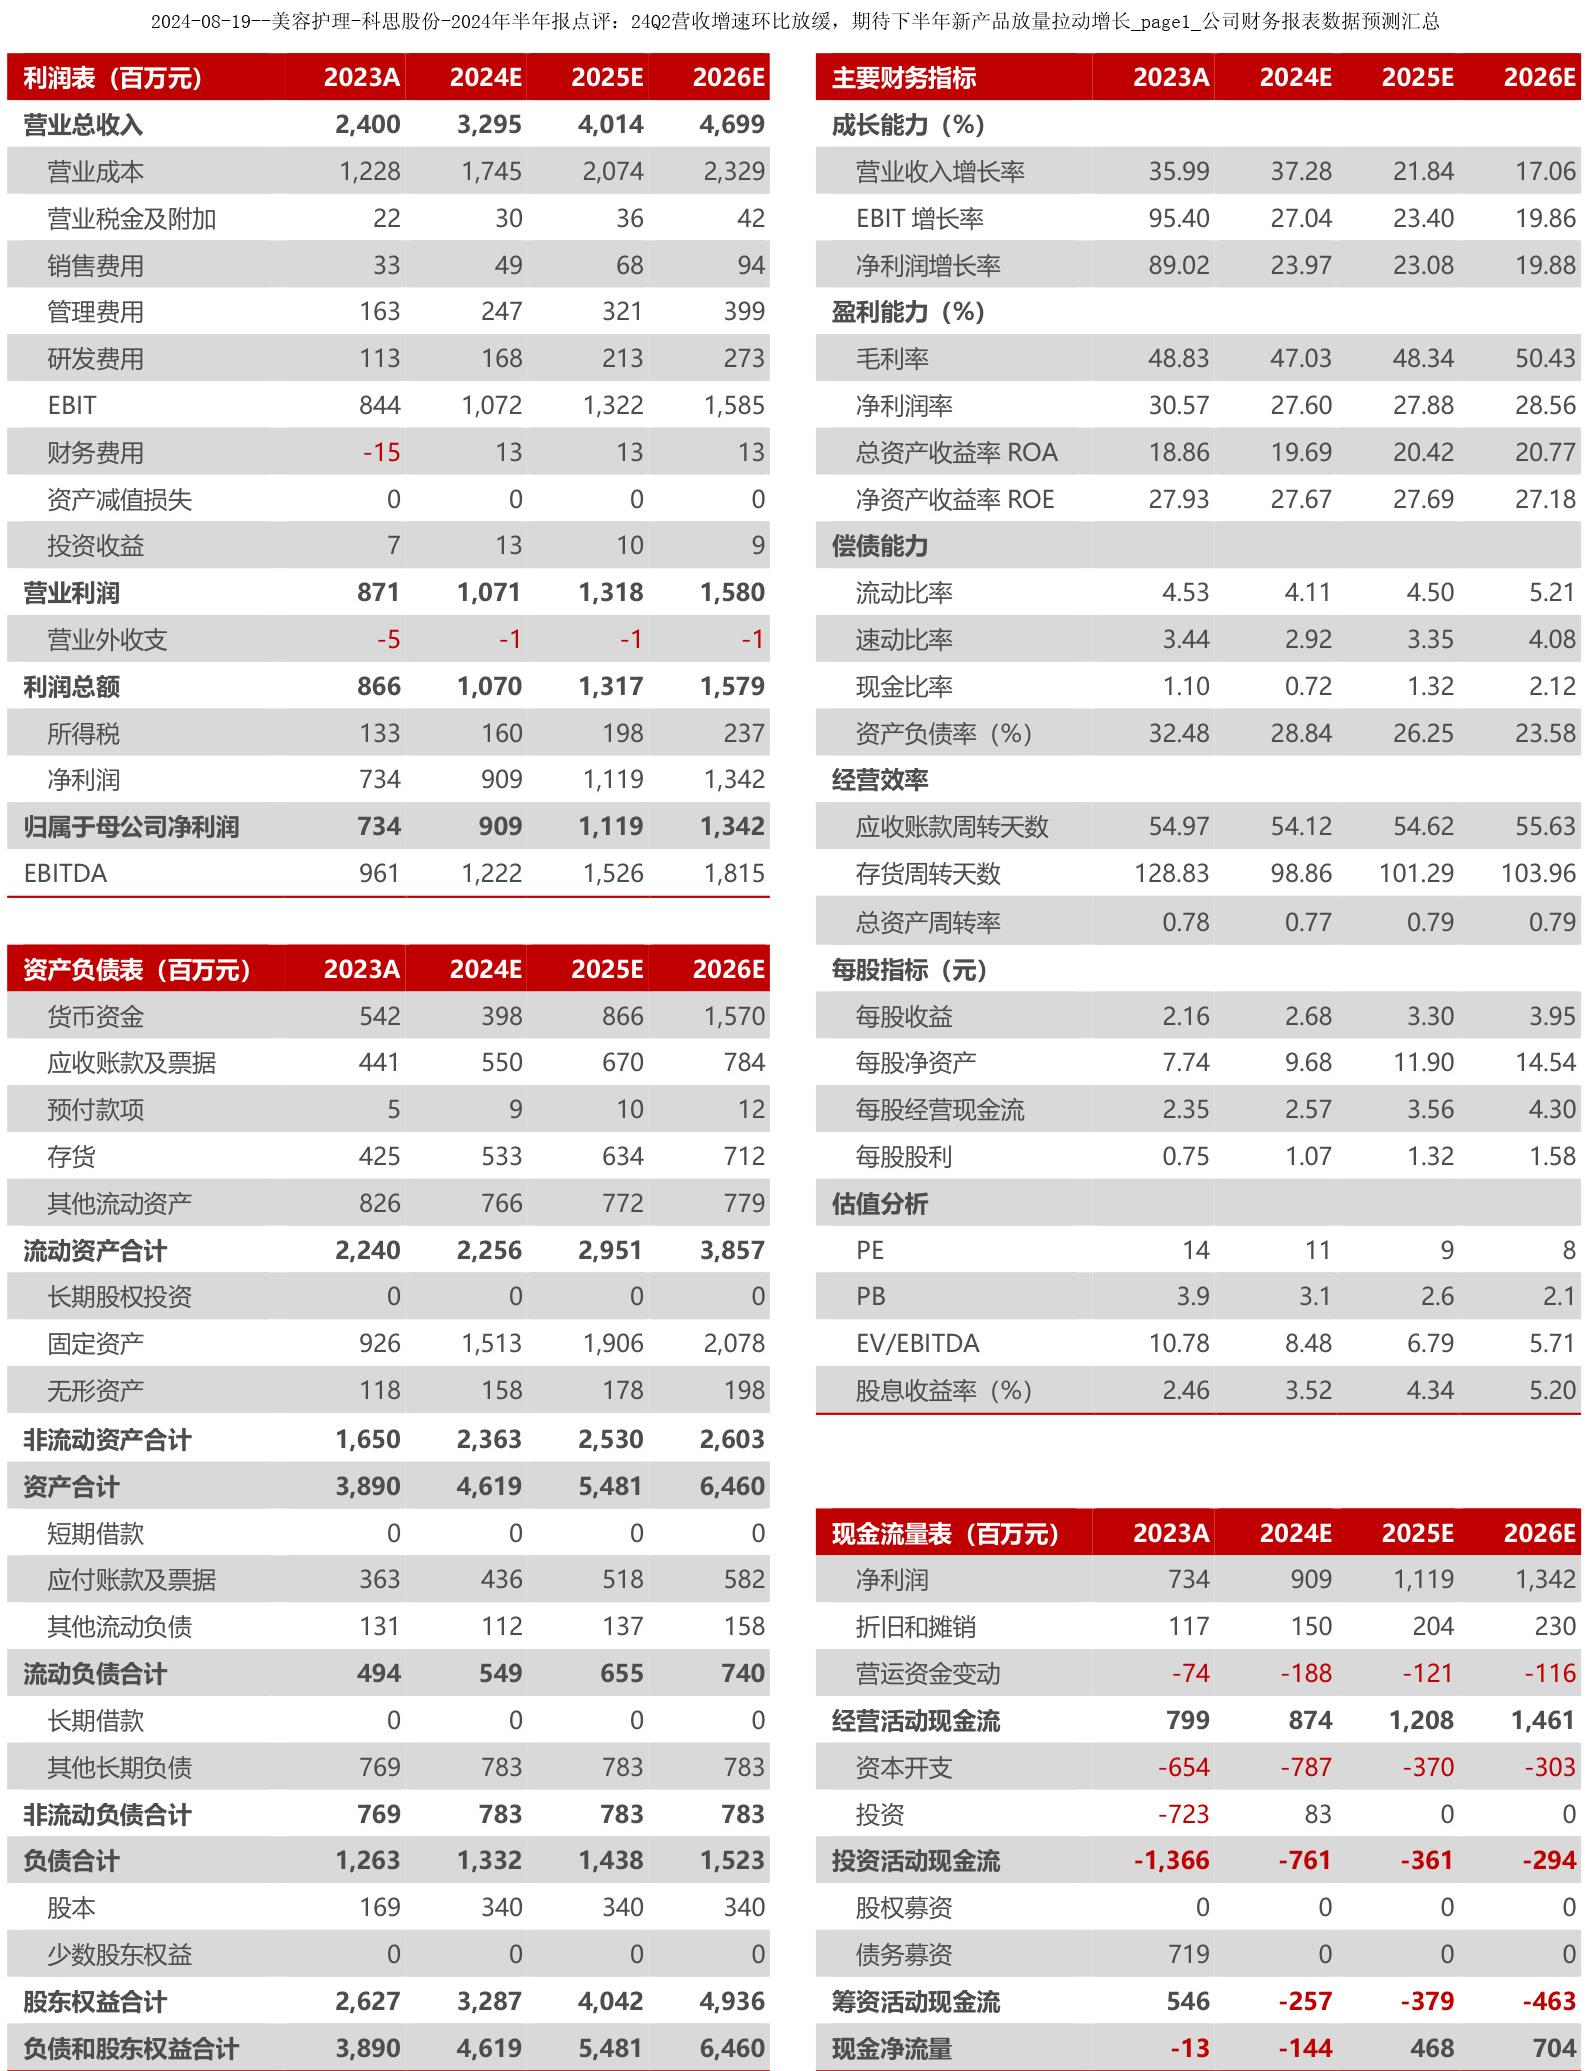 2024-08-19--美容护理-科思股份-2024年半年报点评：24Q2营收增速环比放缓，期待下半年新产品放量拉动增长_page1_公司财务报表数据预测汇总
利润表（百万元） 2023A 2024E 2025E 2026E
营业总收入 2,400 3,295 4,014 4,699
营业成本 1,228 1,745 2,074 2,329
营业税金及附加 22 30 36 42
销售费用 33 49 68 94
管理费用 163 247 321 399
研发费用 113 168 213 273
EBIT 844 1,072 1,322 1,585
财务费用 -15 13 13 13
资产减值损失 0 0 0 0
投资收益 7 13 10 9
营业利润 871 1,071 1,318 1,580
营业外收支 -5 -1 -1 -1
利润总额 866 1,070 1,317 1,579
所得税 133 160 198 237
净利润 734 909 1,119 1,342
归属于母公司净利润 734 909 1,119 1,342
EBITDA 961 1,222 1,526 1,815
资产负债表（百万元） 2023A 2024E 2025E 2026E
货币资金 542 398 866 1,570
应收账款及票据 441 550 670 784
预付款项 5 9 10 12
存货 425 533 634 712
其他流动资产 826 766 772 779
流动资产合计 2,240 2,256 2,951 3,857
长期股权投资 0 0 0 0
固定资产 926 1,513 1,906 2,078
无形资产 118 158 178 198
非流动资产合计 1,650 2,363 2,530 2,603
资产合计 3,890 4,619 5,481 6,460
短期借款 0 0 0 0
应付账款及票据 363 436 518 582
其他流动负债 131 112 137 158
流动负债合计 494 549 655 740
长期借款 0 0 0 0
其他长期负债 769 783 783 783
非流动负债合计 769 783 783 783
负债合计 1,263 1,332 1,438 1,523
股本 169 340 340 340
少数股东权益 0 0 0 0
股东权益合计 2,627 3,287 4,042 4,936
负债和股东权益合计 3,890 4,619 5,481 6,460
主要财务指标 2023A 2024E 2025E 2026E
成长能力（%）
营业收入增长率 35.99 37.28 21.84 17.06
EBIT 增长率 95.40 27.04 23.40 19.86
净利润增长率 89.02 23.97 23.08 19.88
盈利能力（%）
毛利率 48.83 47.03 48.34 50.43
净利润率 30.57 27.60 27.88 28.56
总资产收益率 ROA 18.86 19.69 20.42 20.77
净资产收益率 ROE 27.93 27.67 27.69 27.18
偿债能力
流动比率 4.53 4.11 4.50 5.21
速动比率 3.44 2.92 3.35 4.08
现金比率 1.10 0.72 1.32 2.12
资产负债率（%） 32.48 28.84 26.25 23.58
经营效率
应收账款周转天数 54.97 54.12 54.62 55.63
存货周转天数 128.83 98.86 101.29 103.96
总资产周转率 0.78 0.77 0.79 0.79
每股指标（元）
每股收益 2.16 2.68 3.30 3.95
每股净资产 7.74 9.68 11.90 14.54
每股经营现金流 2.35 2.57 3.56 4.30
每股股利 0.75 1.07 1.32 1.58
估值分析
PE 14 11 9 8
PB 3.9 3.1 2.6 2.1
EV/EBITDA 10.78 8.48 6.79 5.71
股息收益率（%） 2.46 3.52 4.34 5.20
现金流量表（百万元） 2023A 2024E 2025E 2026E
净利润 734 909 1,119 1,342
折旧和摊销 117 150 204 230
营运资金变动 -74 -188 -121 -116
经营活动现金流 799 874 1,208 1,461
资本开支 -654 -787 -370 -303
投资 -723 83 0 0
投资活动现金流 -1,366 -761 -361 -294
股权募资 0 0 0 0
债务募资 719 0 0 0
筹资活动现金流 546 -257 -379 -463
现金净流量 -13 -144 468 704